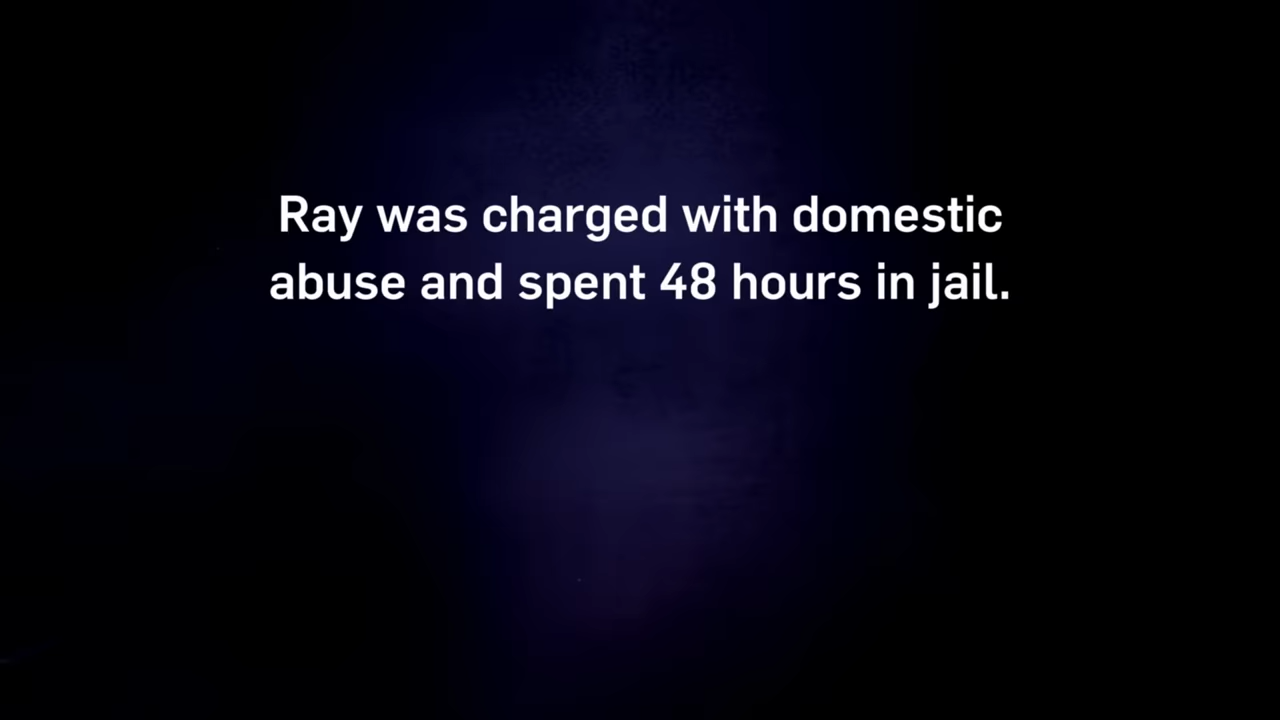 Ray was charged with domestic
abuse and spent 48 hours in jail.